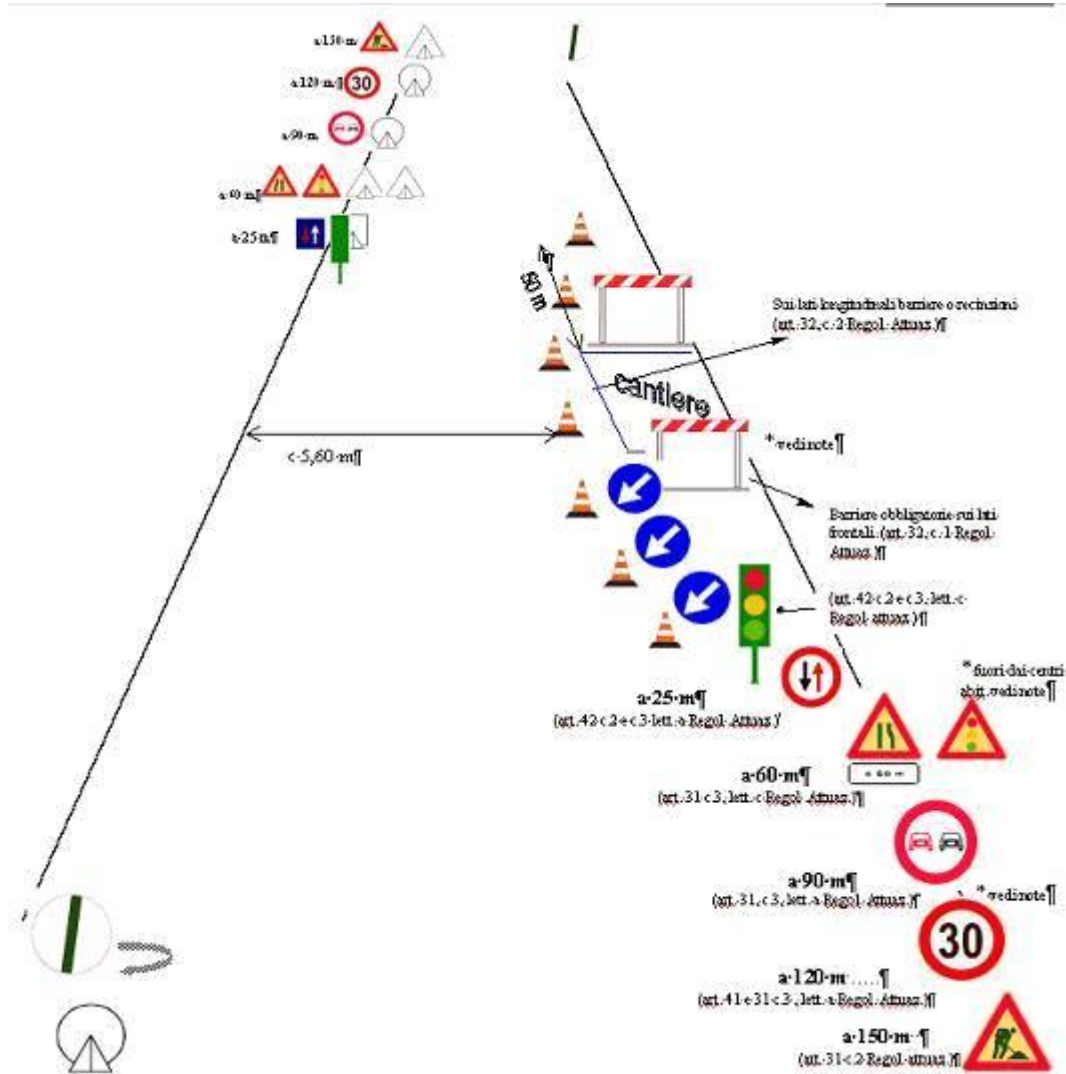 a·150·m
a·120·m¶
30
a·90·m
a·60·m¶
a·25·m¶
60 m
Sui·lati·longitudinali·barriere·o·recinzioni
(art.·32,·c.·2·Regol.·Attuaz.)¶
cantiere
c·5,60·m¶
*·vedi·note¶
Barriere·obbligatorie·sui·lati·
frontali.·(art.·32,·c.·1·Regol.·
Attuaz.)¶
(art.·42·c.2·e·c.3,·lett.·c·
Regol·attuaz.)¶
*·fuori·dai·centri·
abit.·vedi·note¶
a·25·m¶
(art.·42·c.2·e·c.3·lett.·a·Regol.·Attuaz.)
a·60·m¶
a 60 m
(art.·31·c.3,·lett.·c·Regol.·Attuaz.)¶
a·90·m¶
(art.·31,·c.3,·lett.·a·Regol.·Attuaz.)¶
*·vedi·note¶
30
a·120·m·.....¶
(art.·41·e·31·c.3·,·lett.·a·Regol.·Attuaz.)¶
a·150·m··¶
(art.·31·c.2·Regol.·attuaz.)¶